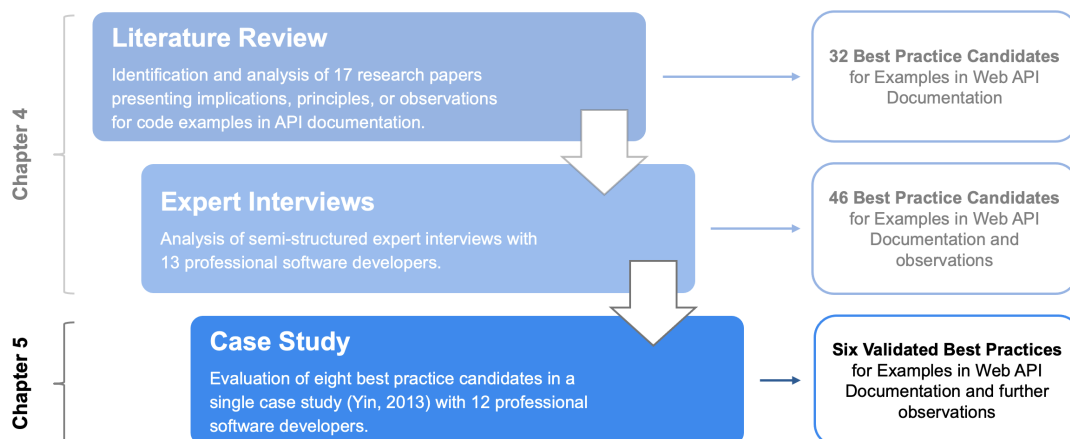 Chapter 4
Literature Review
Identification and analysis of 17 research papers
presenting implications, principles, or observations
for code examples in API documentation.
32 Best Practice Candidates
for Examples in Web API
Documentation
Expert Interviews
Analysis of semi-structured expert interviews with
13 professional software developers.
46 Best Practice Candidates
for Examples in Web API
Documentation and
observations
Chapter 5
Case Study
Evaluation of eight best practice candidates in a
single case study (Yin, 2013) with 12 professional
software developers.
Six Validated Best Practices
for Examples in Web API
Documentation and further
observations